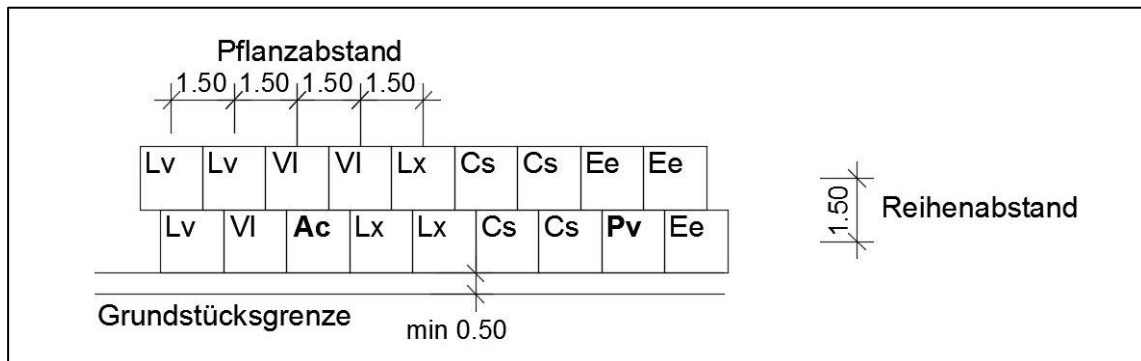 Pflanzabstand
1.50 1.50 1.50 1.50
Lv Lv Vl Vl Lx Cs Cs Ee Ee
Lv Vl Ac Lx Lx Cs Cs Pv Ee
1.50 Reihenabstand
Grundstücksgrenze
min 0.50